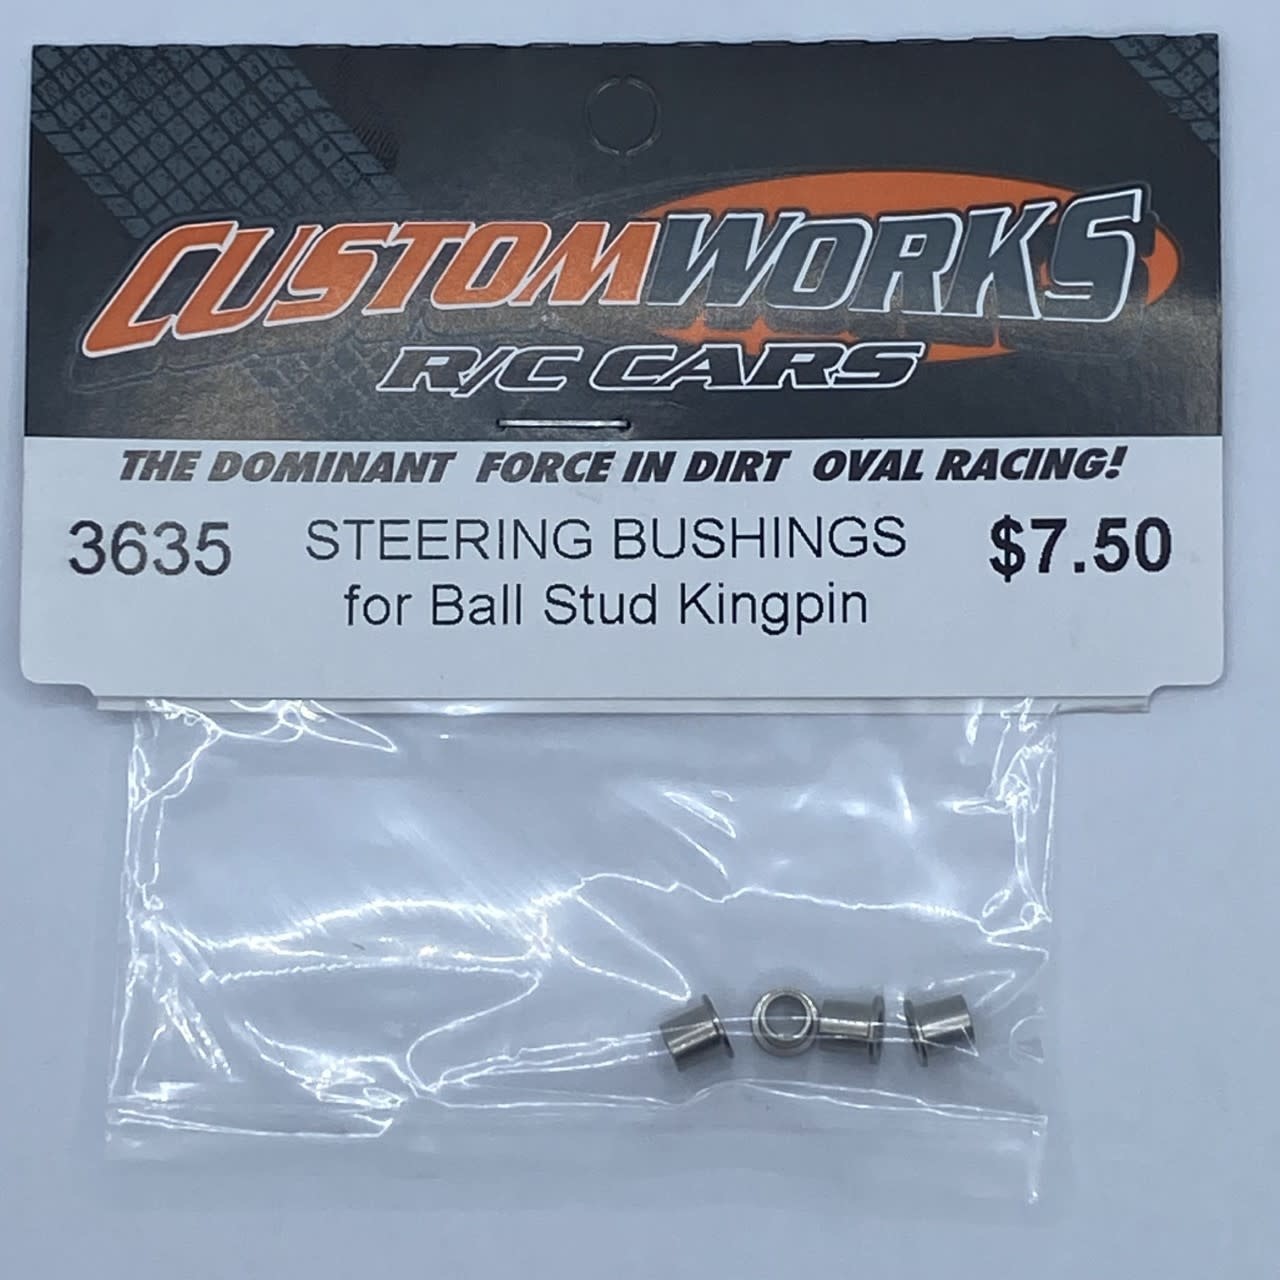 CUSTOMWORKS
R/C CARS
THE DOMINANT FORCE IN DIRT OVAL RACING!
3635 STEERING BUSHINGS $7.50
for Ball Stud Kingpin